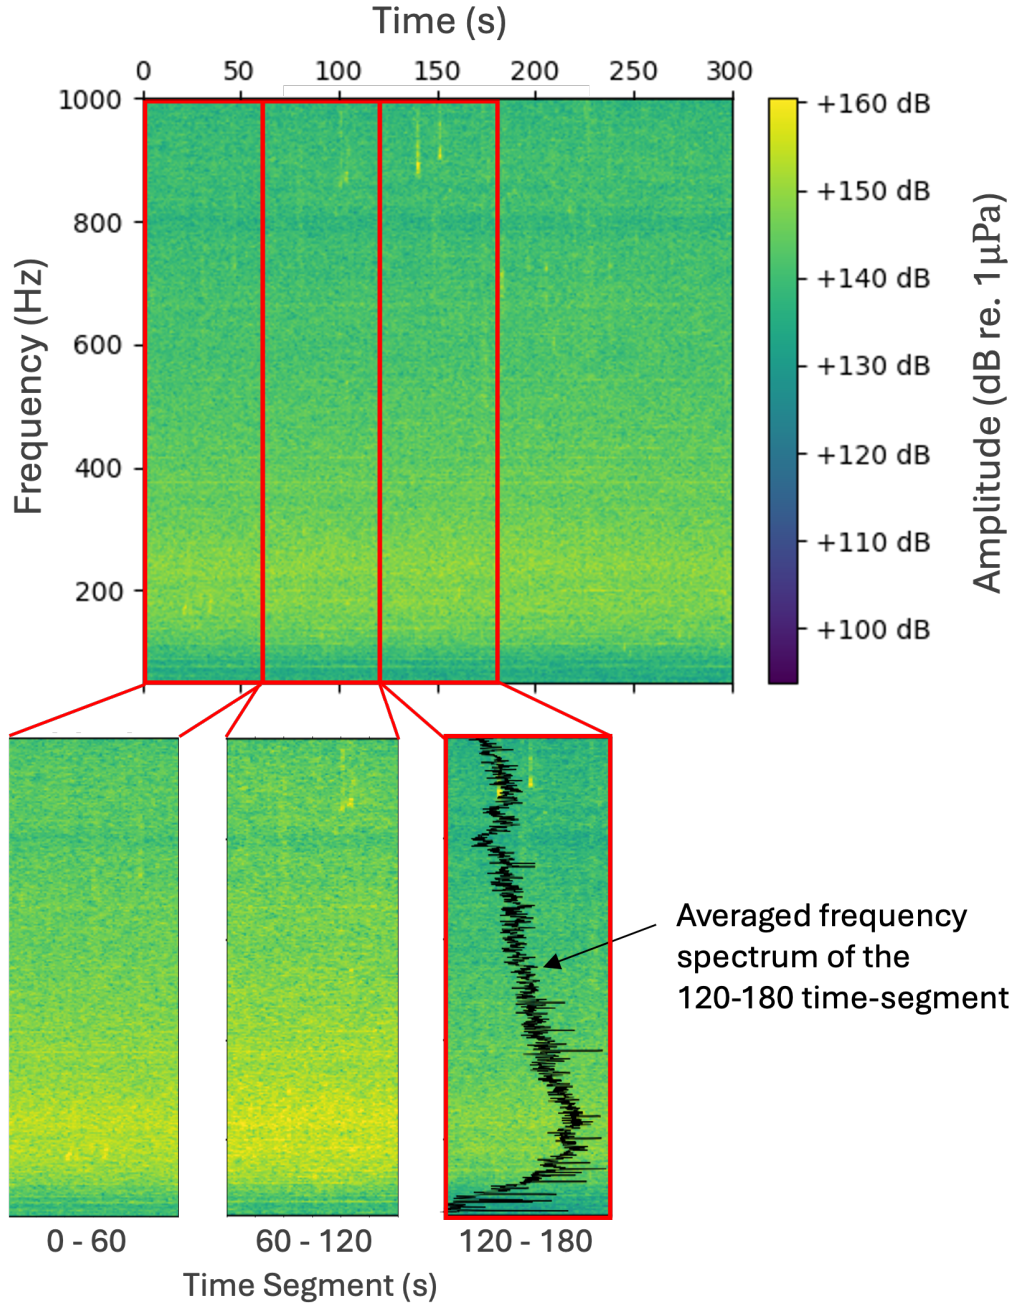 Time (s)
0 50 100 150 200 250 300
1000
800
600
400
200
Frequency (Hz)
+160 dB
+150 dB
+140 dB
+130 dB
+120 dB
+110 dB
+100 dB
Amplitude (dB re. 1μPa)
Averaged frequency
spectrum of the
120-180 time-segment
0 - 60 60 - 120 120 - 180
Time Segment (s)